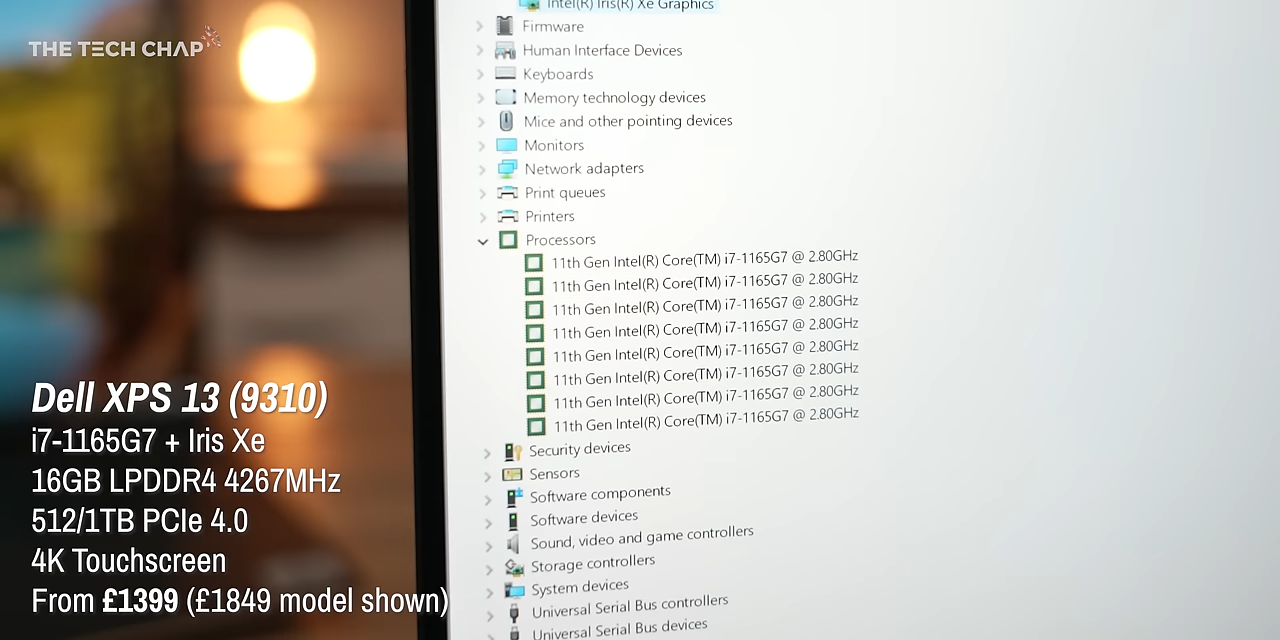 THE TECH CHAP
Intel(R) Iris(R) Xe Graphics
Firmware
Human Interface Devices
Keyboards
Memory technology devices
Mice and other pointing devices
Monitors
Network adapters
Print queues
Printers
Processors
11th Gen Intel(R) Core(TM) i7-1165G7 @ 2.80GHz
11th Gen Intel(R) Core(TM) i7-1165G7 @ 2.80GHz
11th Gen Intel(R) Core(TM) i7-1165G7 @ 2.80GHz
11th Gen Intel(R) Core(TM) i7-1165G7 @ 2.80GHz
11th Gen Intel(R) Core(TM) i7-1165G7 @ 2.80GHz
11th Gen Intel(R) Core(TM) i7-1165G7 @ 2.80GHz
11th Gen Intel(R) Core(TM) i7-1165G7 @ 2.80GHz
11th Gen Intel(R) Core(TM) i7-1165G7 @ 2.80GHz
Security devices
Sensors
Software components
Software devices
Sound, video and game controllers
Storage controllers
System devices
Universal Serial Bus controllers
Universal Serial Bus devices
Dell XPS 13 (9310)
i7-1165G7 + Iris Xe
16GB LPDDR4 4267MHz
512/1TB PCIe 4.0
4K Touchscreen
From £1399 (£1849 model shown)